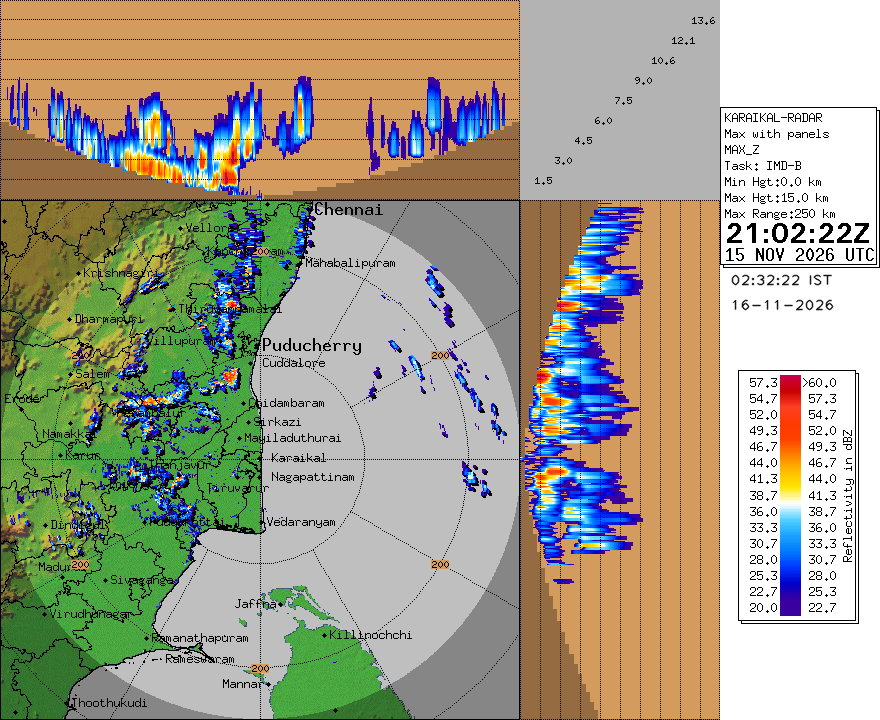 13.6
12.1
10.6
9.0
7.5
6.0
4.5
3.0
1.5
KARAIKAL-RADAR
Max with panels
MAX_Z
Task: IMD-B
Min Hgt:0.0 km
Max Hgt:15.0 km
Max Range:250 km
21:02:22Z
15 NOV 2026 UTC
02:32:22 IST
16-11-2026
Chennai
Vellore
200
Mahabalipuram
Krishnagiri
Dharmapuri
Villupuram
Puducherry
200
200
Cuddalore
Salem
Erode
Chidambaram
Sirkazi
Namakkal
Mayiladuthurai
Karur
Karaikal
Thanjavur
Nagapattinam
Tiruvarur
Vedaranyam
Pudukkottai
Dindigul
Madurai
200
200
Sivaganga
Jaffna
Virudhunagar
Ramanathapuram
Killinochchi
Rameswaram
200
Mannar
Thoothukudi
57.3 >60.0
54.7 57.3
52.0 54.7
49.3 52.0
46.7 49.3
44.0 46.7
41.3 44.0
38.7 41.3
36.0 38.7
33.3 36.0
30.7 33.3
28.0 30.7
25.3 28.0
22.7 25.3
20.0 22.7
Reflectivity in dBZ